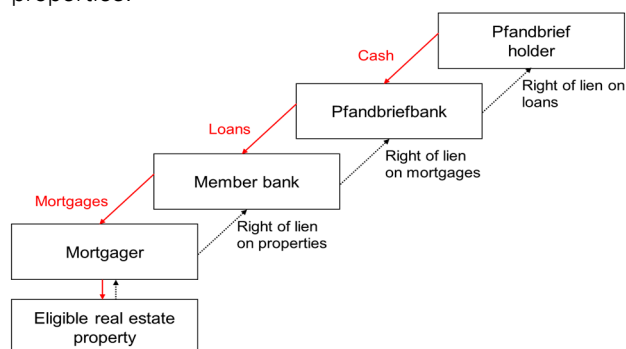 properties.
Pfandbrief
holder
Cash
Right of lien on
loans
Pfandbriefbank
Loans
Right of lien
on mortgages
Member bank
Mortgages
Right of lien
on properties
Mortgager
Eligible real estate
property